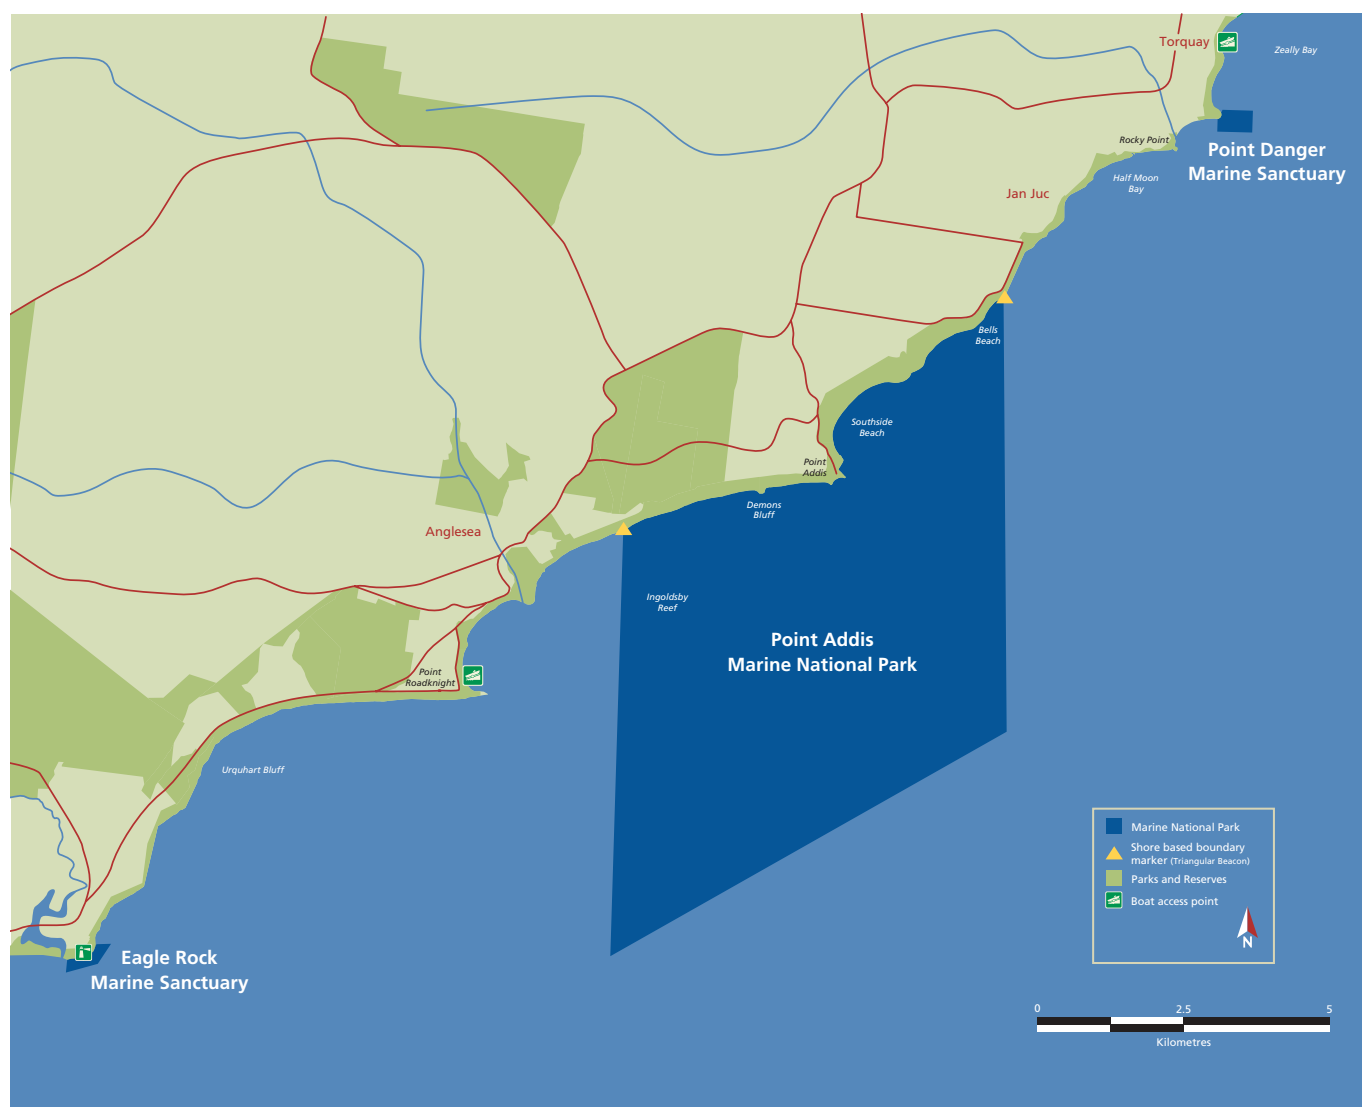 Torquay
Zeally Bay
Rocky Point
Point Danger
Marine Sanctuary
Half Moon
Bay
Jan Juc
Bells
Beach
Southside
Beach
Point
Addis
Demons
Bluff
Anglesea
Ingoldsby
Reef
Point Addis
Marine National Park
Point
Roadknight
Urquhart Bluff
Marine National Park
Shore based boundary
marker (Triangular Beacon)
Parks and Reserves
Boat access point
N
Eagle Rock
Marine Sanctuary
0 2.5 5
Kilometres